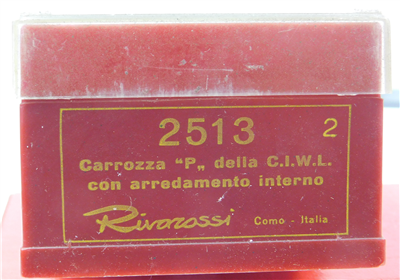 2513 2
Carrozza "P„ della C.I.W.L.
con arredamento interno
Rivarossi Como - Italia